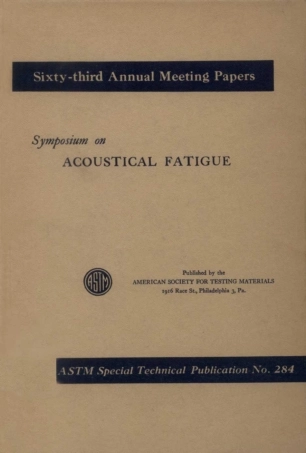 Sixty-third Annual Meeting Papers
Symposium on
ACOUSTICAL FATIGUE
ASTM
Published by the
AMERICAN SOCIETY FOR TESTING MATERIALS
1916 Race St., Philadelphia 3, Pa.
ASTM Special Technical Publication No. 284